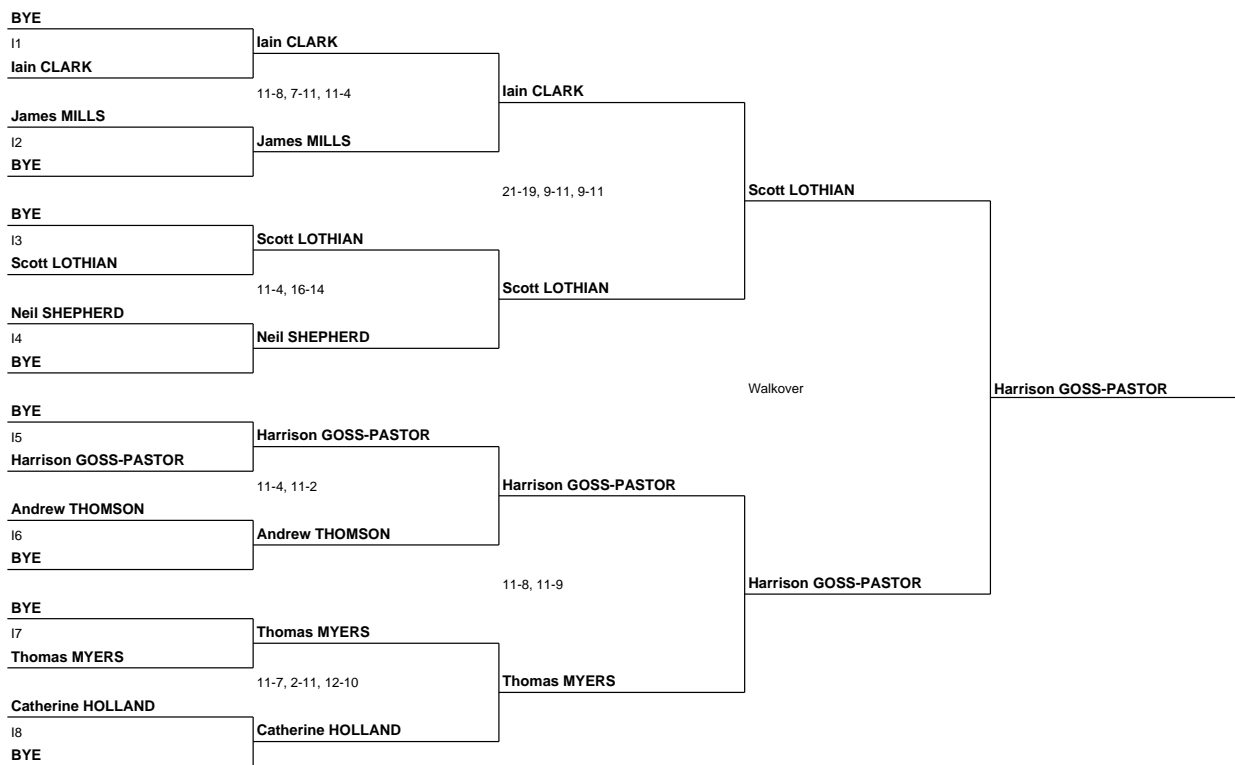 BYE
I1
Iain CLARK
James MILLS
I2
BYE
BYE
I3
Scott LOTHIAN
Neil SHEPHERD
I4
BYE
BYE
I5
Harrison GOSS-PASTOR
Andrew THOMSON
I6
BYE
BYE
I7
Thomas MYERS
Catherine HOLLAND
I8
BYE
Iain CLARK
11-8, 7-11, 11-4
James MILLS
Scott LOTHIAN
11-4, 16-14
Neil SHEPHERD
Harrison GOSS-PASTOR
11-4, 11-2
Andrew THOMSON
Thomas MYERS
11-7, 2-11, 12-10
Catherine HOLLAND
Iain CLARK
21-19, 9-11, 9-11
Scott LOTHIAN
Harrison GOSS-PASTOR
11-8, 11-9
Thomas MYERS
Scott LOTHIAN
Walkover
Harrison GOSS-PASTOR
Harrison GOSS-PASTOR